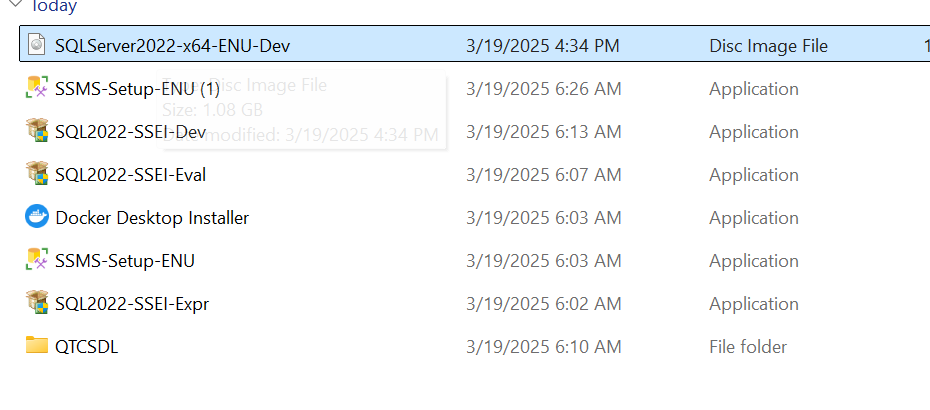 Today
SQLServer2022-x64-ENU-Dev 3/19/2025 4:34 PM Disc Image File 1
SSMS-Setup-ENU (1) 3/19/2025 6:26 AM Application
Type: Disc Image File
Size: 1.08 GB
Date modified: 3/19/2025 4:34 PM
SQL2022-SSEI-Dev 3/19/2025 6:13 AM Application
SQL2022-SSEI-Eval 3/19/2025 6:07 AM Application
Docker Desktop Installer 3/19/2025 6:03 AM Application
SSMS-Setup-ENU 3/19/2025 6:03 AM Application
SQL2022-SSEI-Expr 3/19/2025 6:02 AM Application
QTCSDL 3/19/2025 6:10 AM File folder